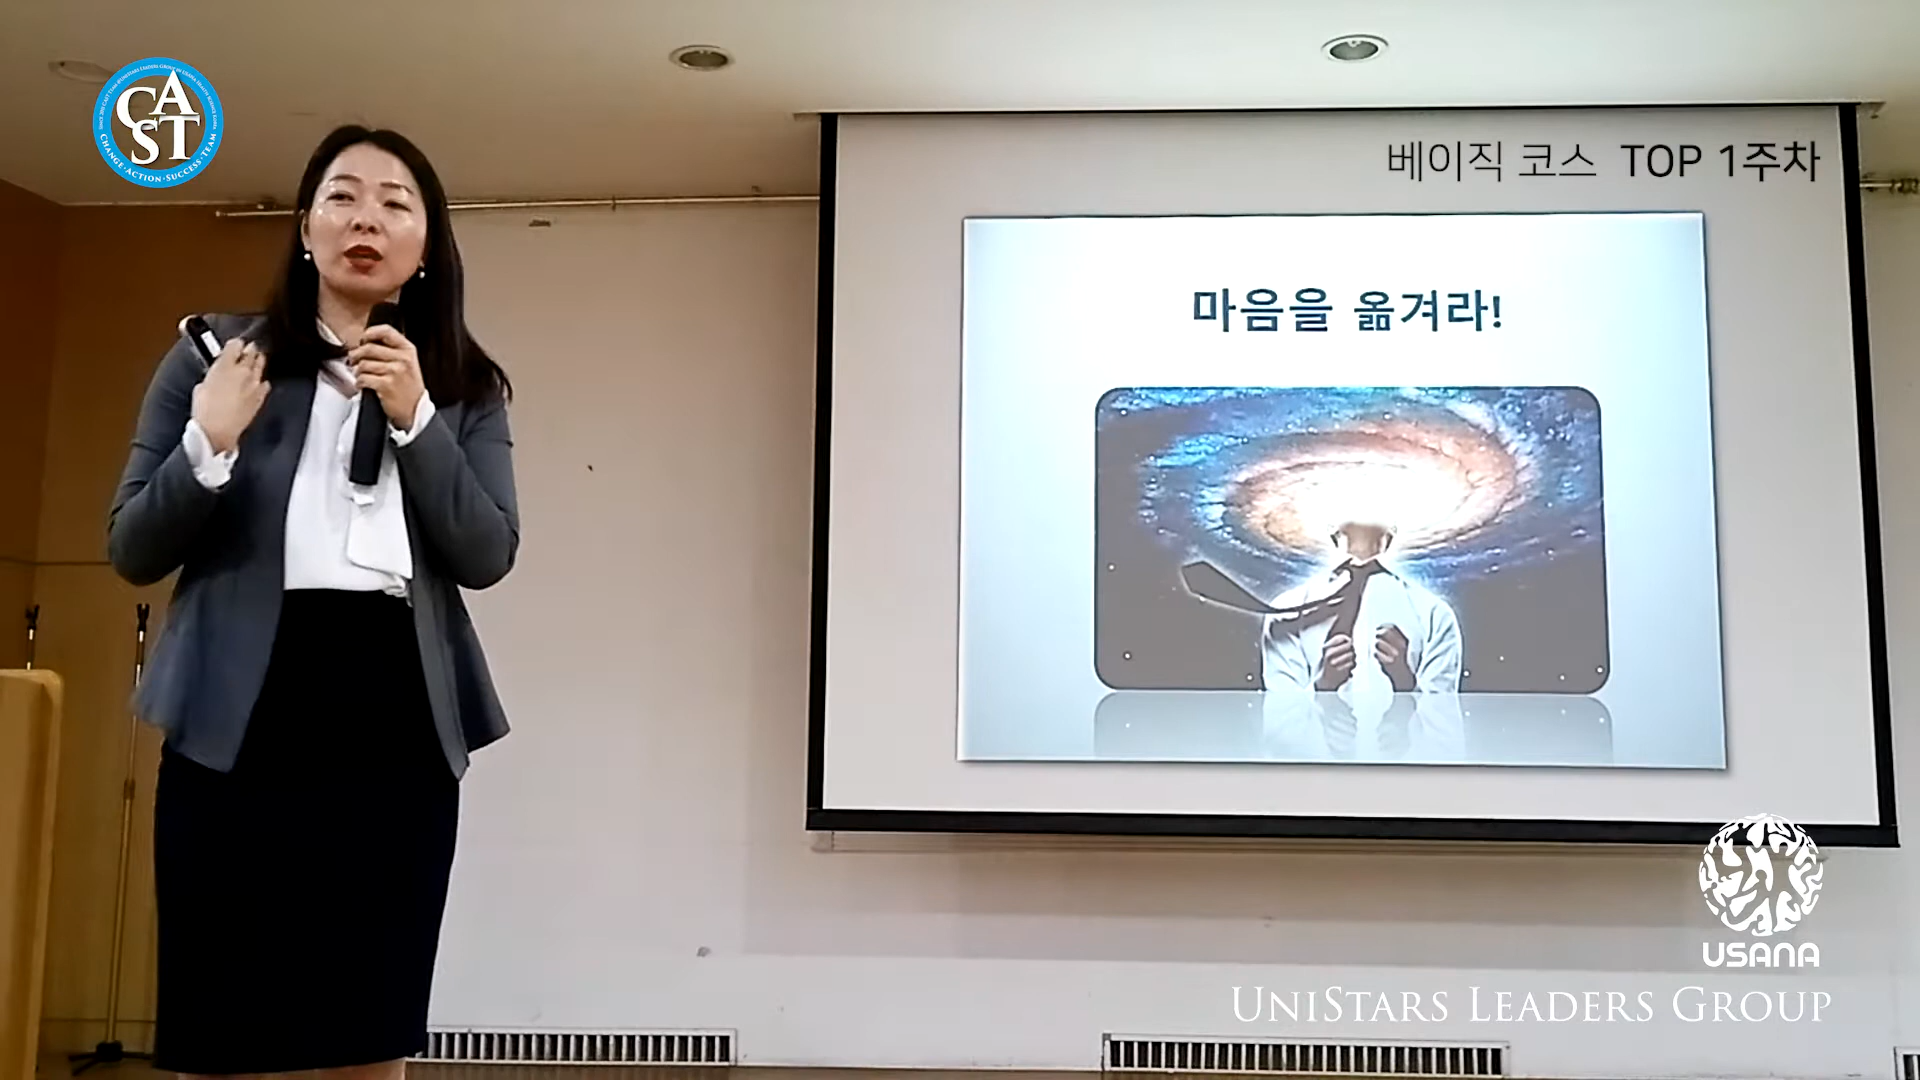 CAST
CHANGE·ACTION·SUCCESS·TEAM
베이직 코스 TOP 1주차
마음을 옮겨라!
USANA
UNISTARS LEADERS GROUP